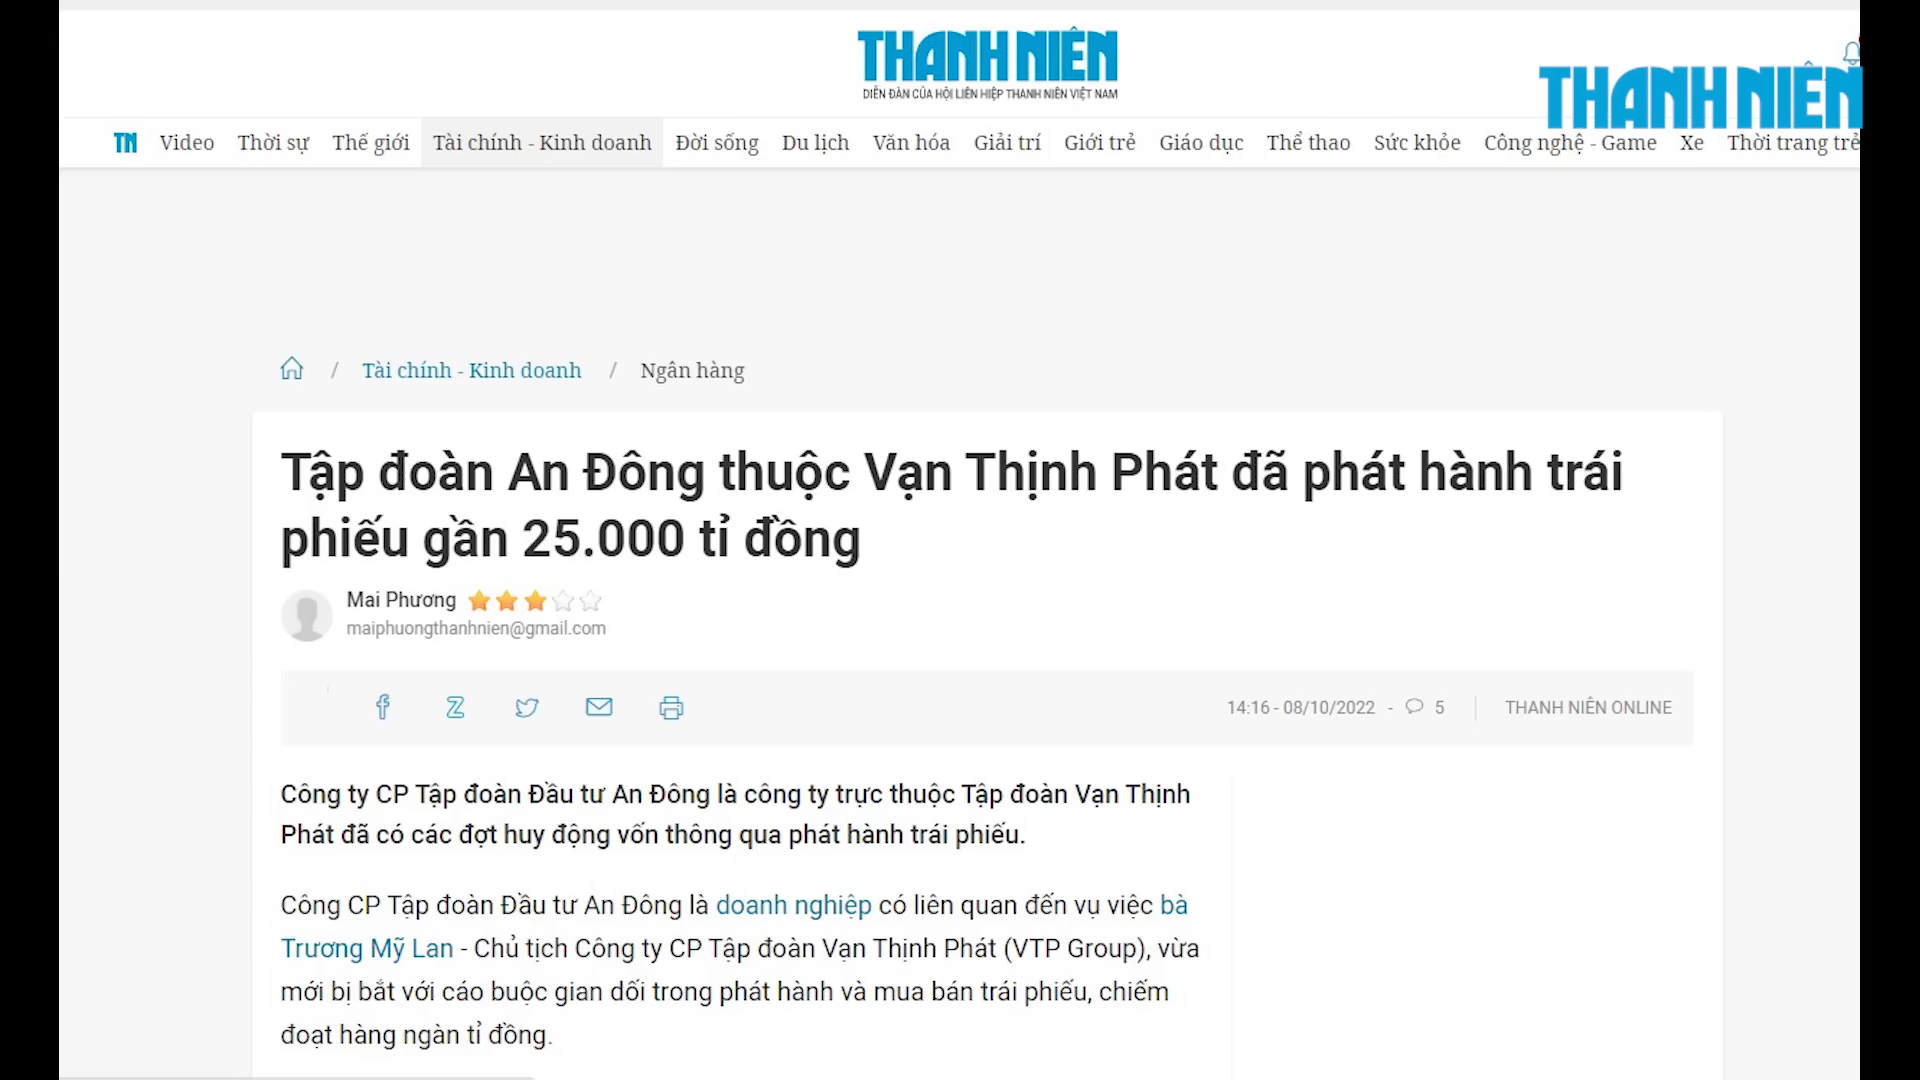 THANH NIÊN
DIỄN ĐÀN CỦA HỘI LIÊN HIỆP THANH NIÊN VIỆT NAM
THANH NIÊN
TN Video Thời sự Thế giới Tài chính - Kinh doanh Đời sống Du lịch Văn hóa Giải trí Giới trẻ Giáo dục Thể thao Sức khỏe Công nghệ - Game Xe Thời trang trẻ
/ Tài chính - Kinh doanh / Ngân hàng
Tập đoàn An Đông thuộc Vạn Thịnh Phát đã phát hành trái
phiếu gần 25.000 tỉ đồng
Mai Phương
maiphuongthanhnien@gmail.com
14:16 - 08/10/2022 - 5 THANH NIÊN ONLINE
Công ty CP Tập đoàn Đầu tư An Đông là công ty trực thuộc Tập đoàn Vạn Thịnh
Phát đã có các đợt huy động vốn thông qua phát hành trái phiếu.
Công CP Tập đoàn Đầu tư An Đông là doanh nghiệp có liên quan đến vụ việc bà
Trương Mỹ Lan - Chủ tịch Công ty CP Tập đoàn Vạn Thịnh Phát (VTP Group), vừa
mới bị bắt với cáo buộc gian dối trong phát hành và mua bán trái phiếu, chiếm
đoạt hàng ngàn tỉ đồng.